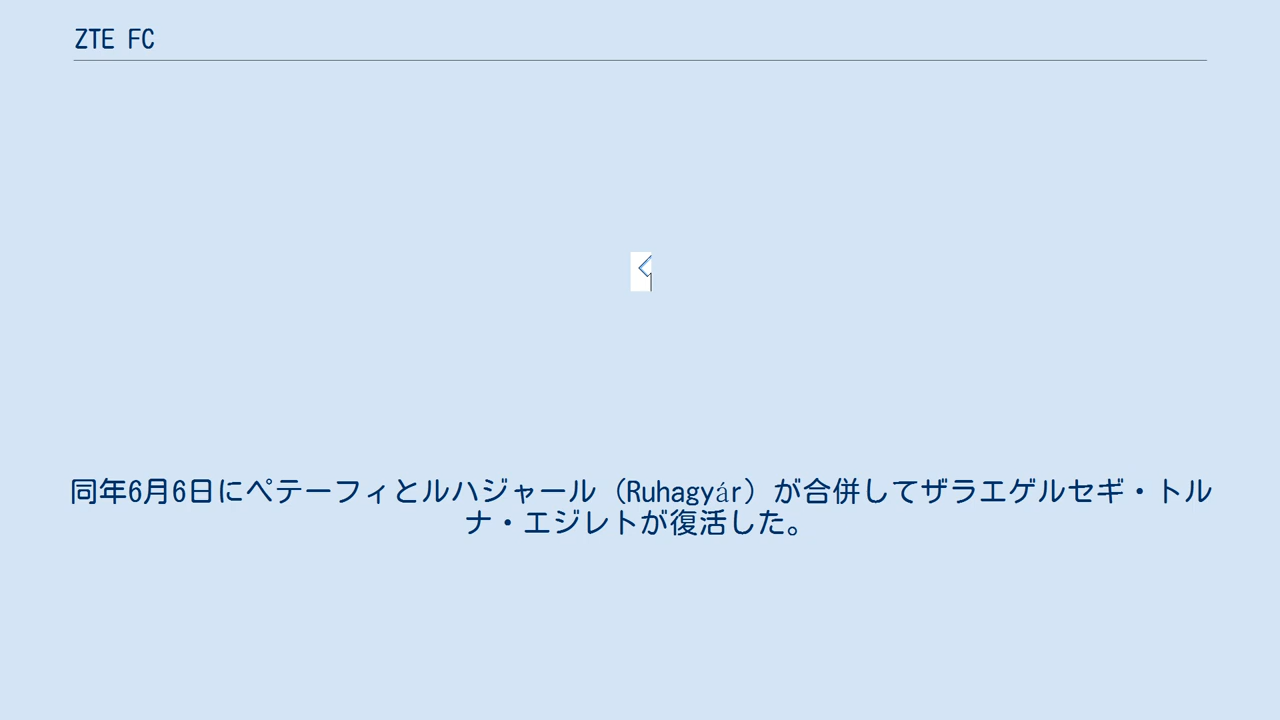 ZTE FC
同年6月6日にペテーフィとルハジャール（Ruhagyár）が合併してザラエゲルセギ・トル
ナ・エジレトが復活した。